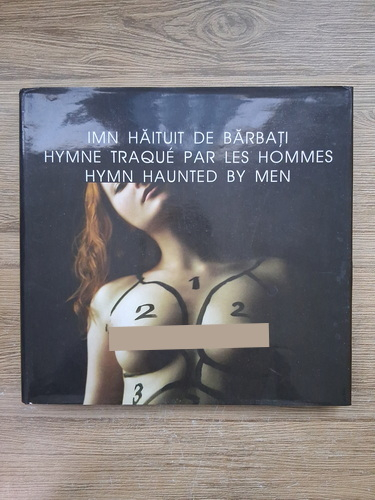 IMN HĂITUIT DE BĂRBAȚI
HYMNE TRAQUÉ PAR LES HOMMES
HYMN HAUNTED BY MEN
1
2 2
3